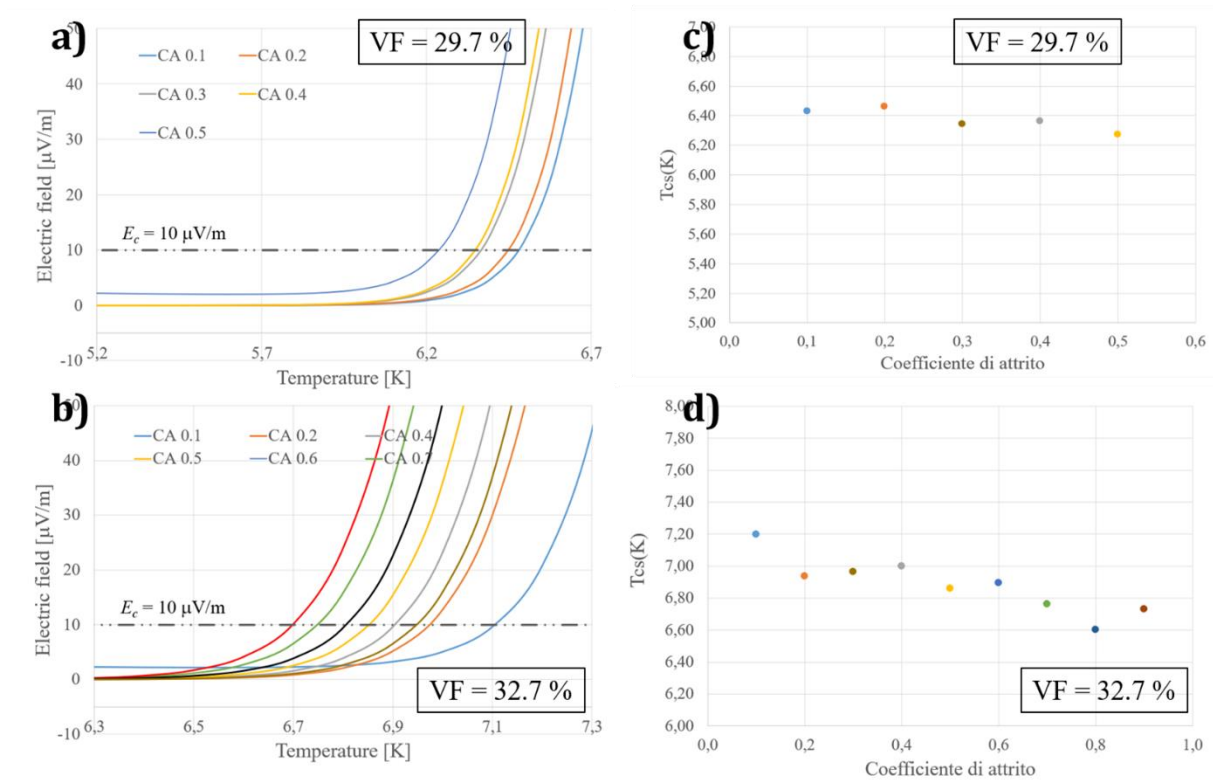 a)
50
VF = 29.7 %
CA 0.1
CA 0.2
CA 0.3
CA 0.4
CA 0.5
40
30
20
10
0
-10
Electric field [µV/m]
Ec = 10 µV/m
5,2
5,7
6,2
6,7
Temperature [K]
c)
7,00
VF = 29.7 %
6,80
6,60
6,40
6,20
6,00
5,80
5,60
5,40
5,20
5,00
Tcs(K)
0,0
0,1
0,2
0,3
0,4
0,5
0,6
Coefficiente di attrito
b)
50
CA 0.1
CA 0.2
CA 0.4
CA 0.5
CA 0.6
CA 0.7
40
30
20
10
0
-10
Electric field [µV/m]
Ec = 10 µV/m
VF = 32.7 %
6,3
6,5
6,7
6,9
7,1
7,3
Temperature [K]
d)
8,00
7,80
7,60
7,40
7,20
7,00
6,80
6,60
6,40
6,20
6,00
Tcs(K)
VF = 32.7 %
0,0
0,2
0,4
0,6
0,8
1,0
Coefficiente di attrito